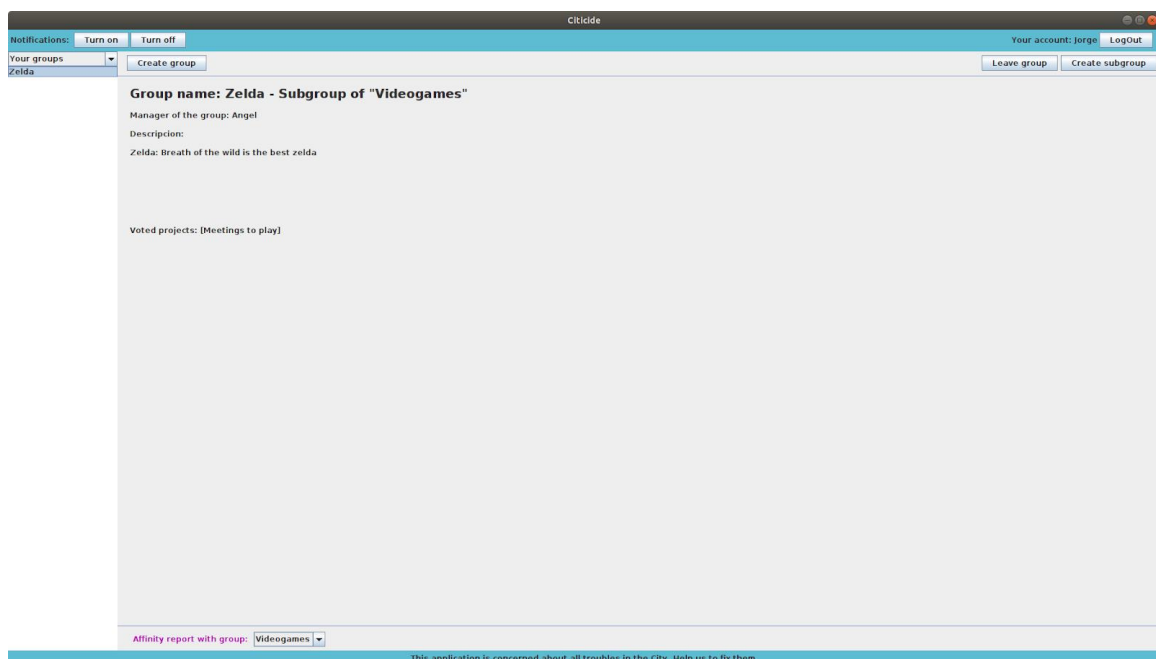 Citicide
Notifications: Turn on Turn off Your account: Jorge LogOut
Your groups Create group Leave group Create subgroup
Zelda
Group name: Zelda - Subgroup of "Videogames"
Manager of the group: Angel
Descripcion:
Zelda: Breath of the wild is the best zelda
Voted projects: [Meetings to play]
Affinity report with group: Videogames
This application is concerned about all troubles in the City. Help us to fix them